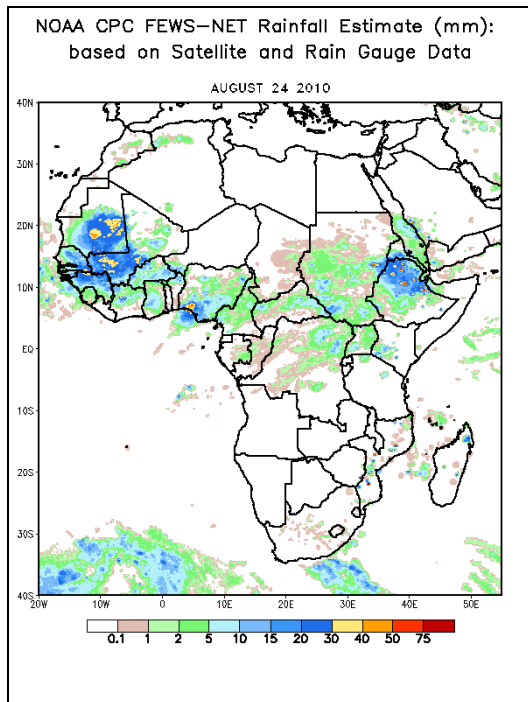 NOAA CPC FEWS-NET Rainfall Estimate (mm):
based on Satellite and Rain Gauge Data
AUGUST 24 2010
40N
30N
20N
10N
EQ
10S
20S
30S
40S
20W 10W 0 10E 20E 30E 40E 50E
0.1 1 2 5 10 15 20 30 40 50 75